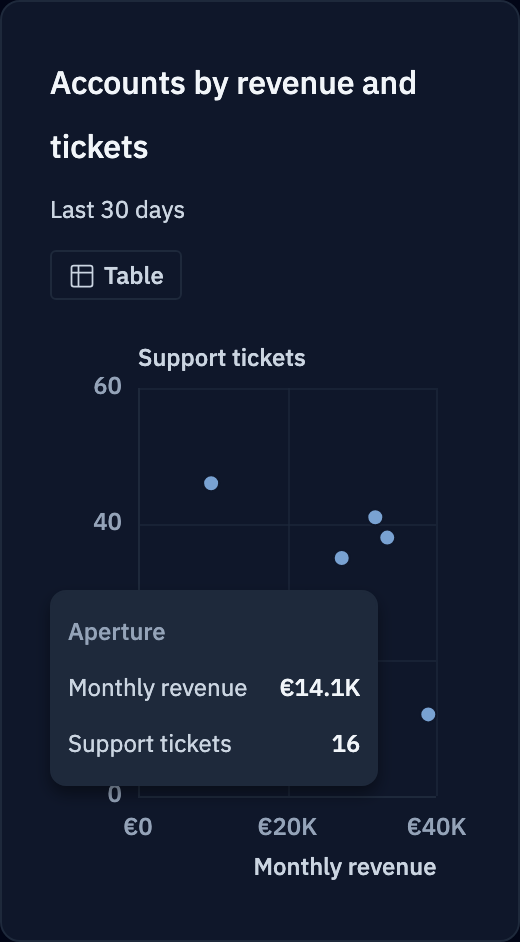 Accounts by revenue and
tickets
Last 30 days
Table
Support tickets
60
40
Aperture
Monthly revenue €14.1K
Support tickets 16
0
€0 €20K €40K
Monthly revenue